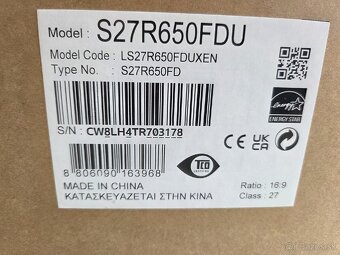 Model : S27R650FDU
Model Code : LS27R650FDUXEN
Type No. : S27R650FD
ENERGY STAR
S/N : CW8LH4TR703178
UK
CA
CE
TCO
8 806090 163968
MADE IN CHINA
ΚΑΤΑΣΚΕΥΑΖΕΤΑΙ ΣΤΗΝ ΚΙΝΑ
Ratio : 16:9
Class : 27